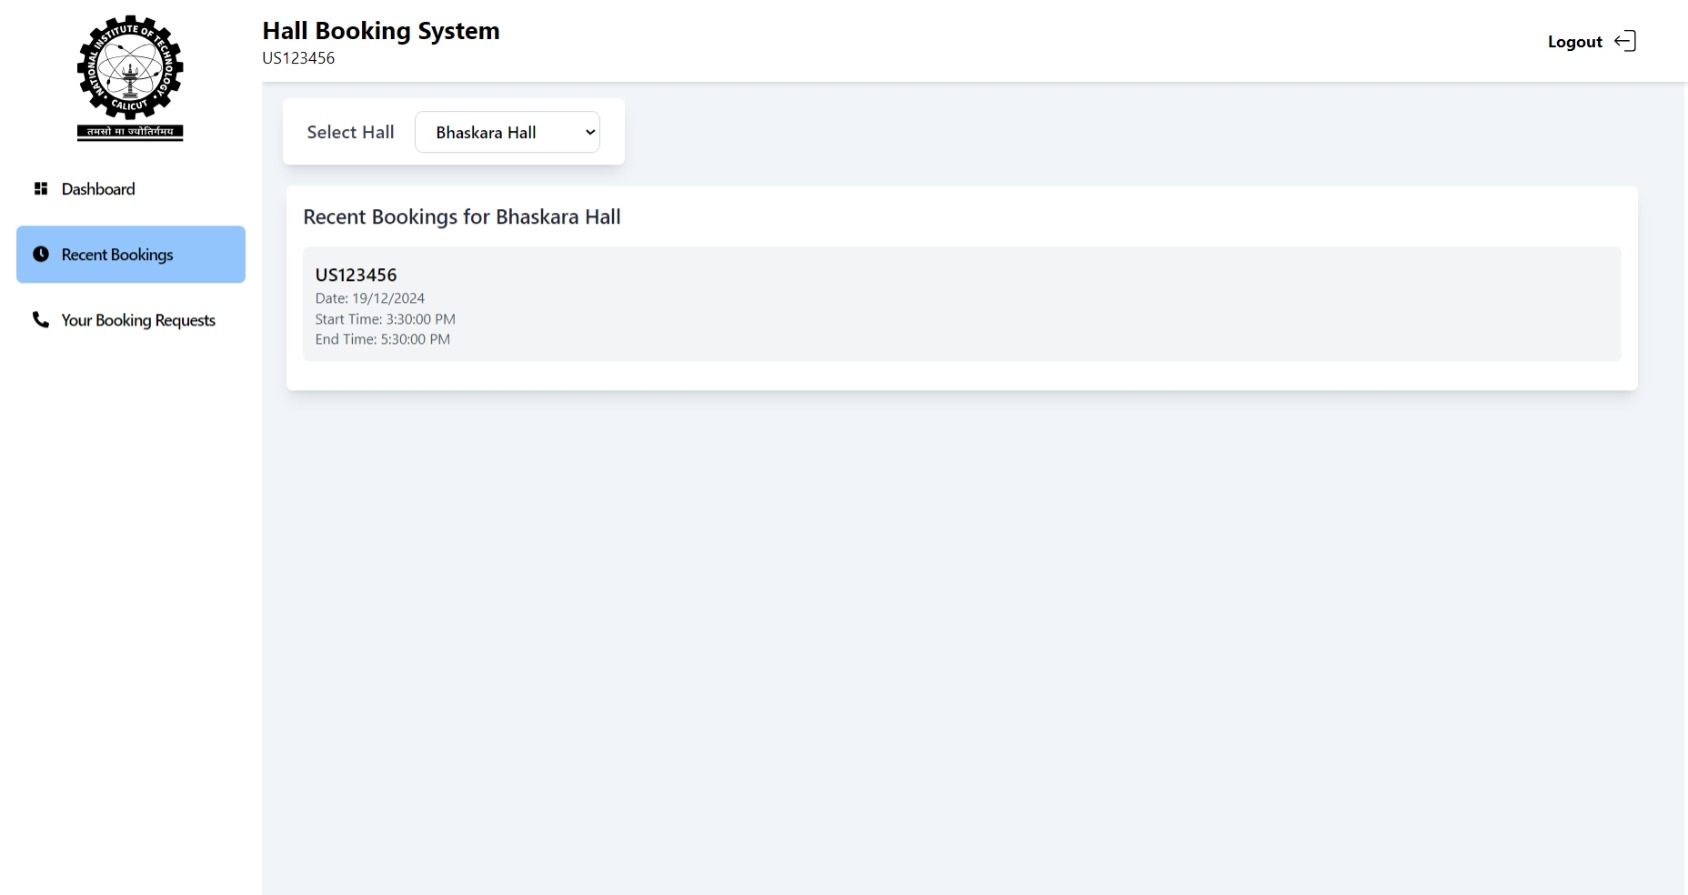 NATIONAL INSTITUTE OF TECHNOLOGY
CALICUT
तमसो मा ज्योतिर्गमय
Hall Booking System
US123456
Logout
Dashboard
Recent Bookings
Your Booking Requests
Select Hall
Bhaskara Hall
Recent Bookings for Bhaskara Hall
US123456
Date: 19/12/2024
Start Time: 3:30:00 PM
End Time: 5:30:00 PM